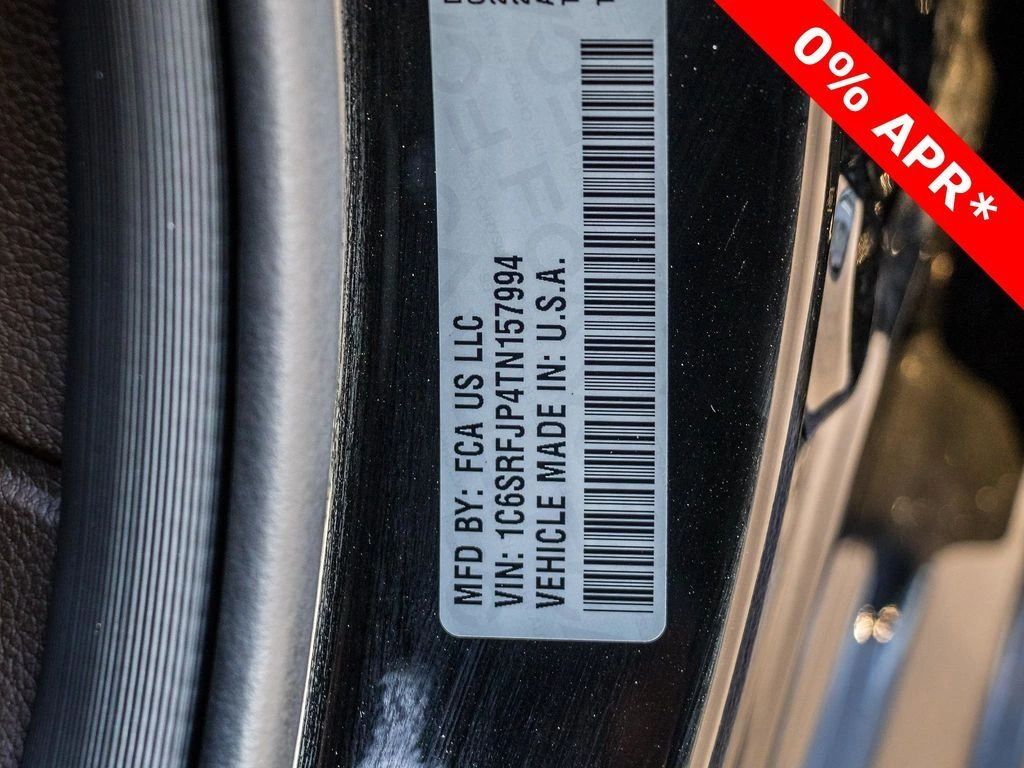 0% APR*
MFD BY: FCA US LLC
VIN: 1C6SRFJP4TN157994
VEHICLE MADE IN: U.S.A.